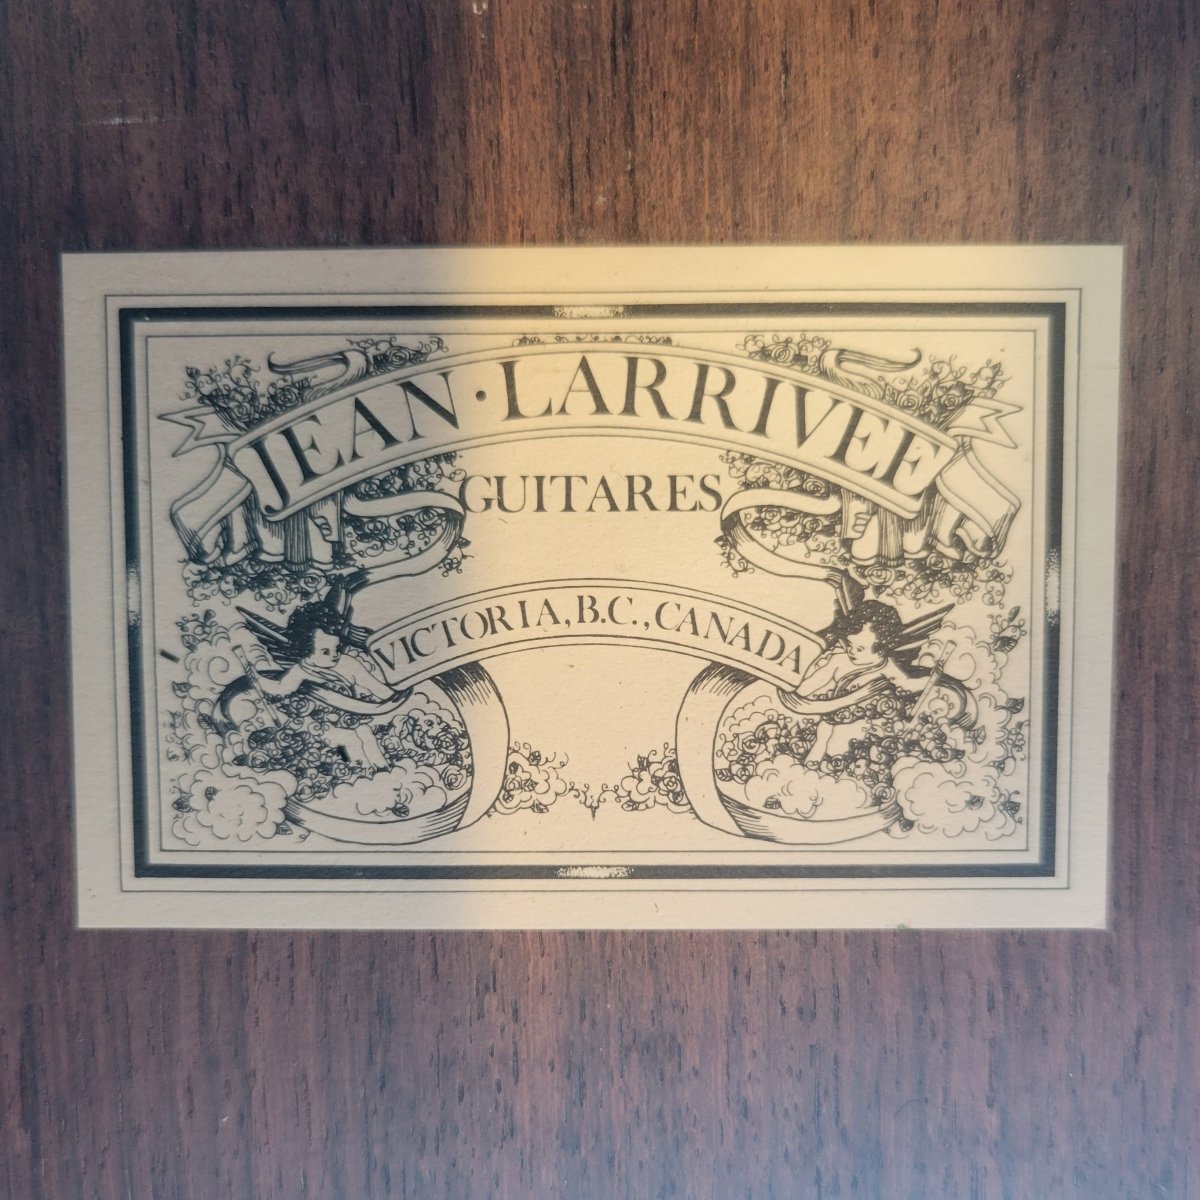 JEAN · LARRIVEE
GUITARES
VICTORIA, B.C., CANADA